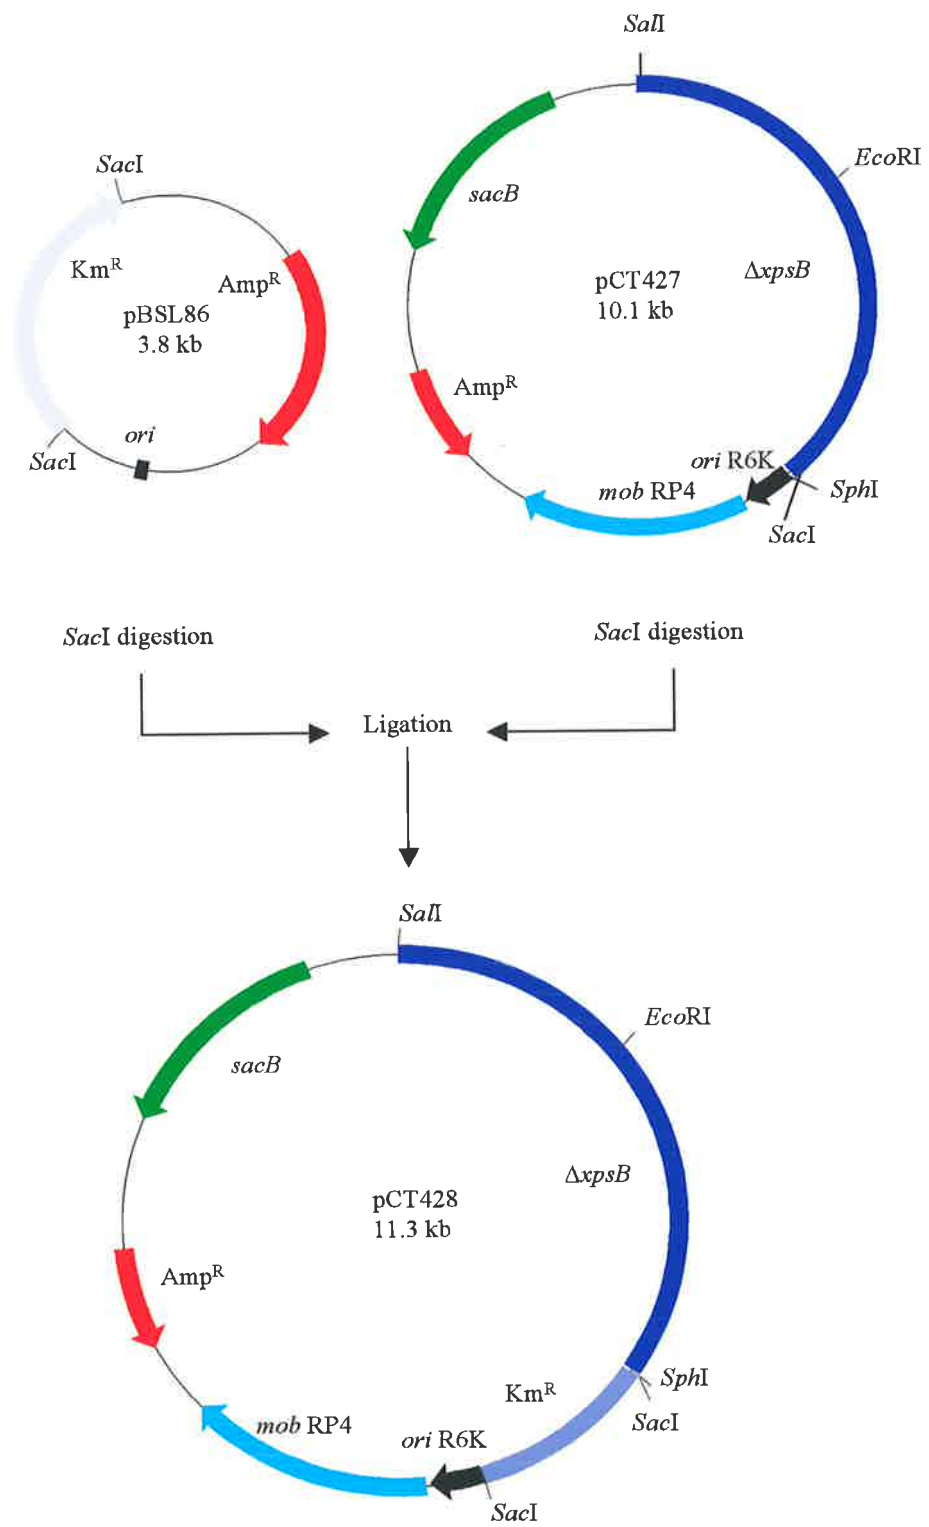 SalI
SacI
EcoRI
sacB
KmR
AmpR
pBSL86
3.8 kb
pCT427
10.1 kb
ΔxpsB
AmpR
ori
SacI
ori R6K
mob RP4
SphI
SacI
SacI digestion
SacI digestion
Ligation
SalI
EcoRI
sacB
ΔxpsB
pCT428
11.3 kb
AmpR
KmR
SphI
SacI
mob RP4
ori R6K
SacI